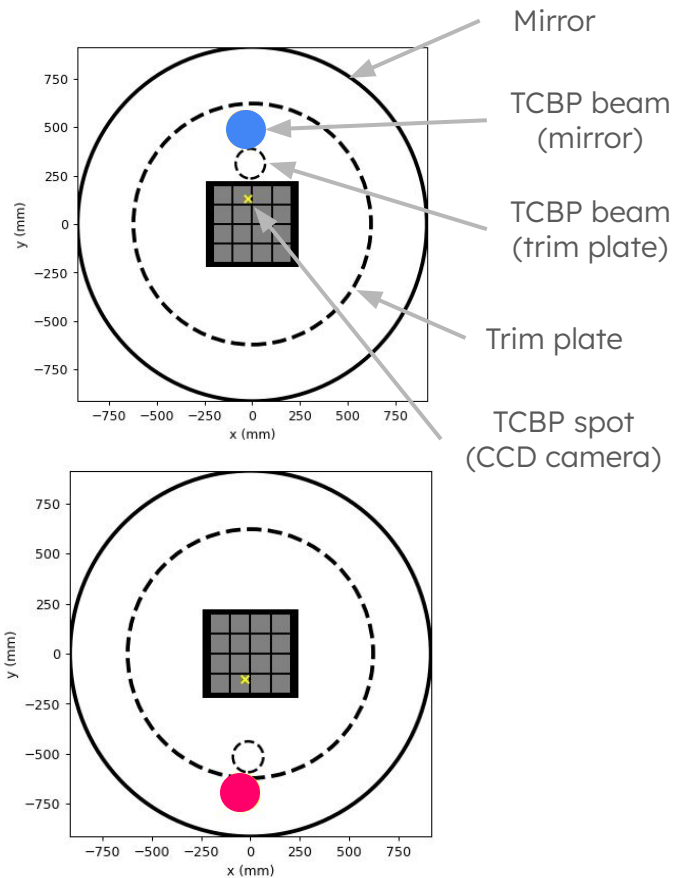 Mirror
TCBP beam
(mirror)
TCBP beam
(trim plate)
Trim plate
TCBP spot
(CCD camera)
750
500
250
0
−250
−500
−750
y (mm)
−750 −500 −250 0 250 500 750
x (mm)
750
500
250
0
−250
−500
−750
y (mm)
−750 −500 −250 0 250 500 750
x (mm)